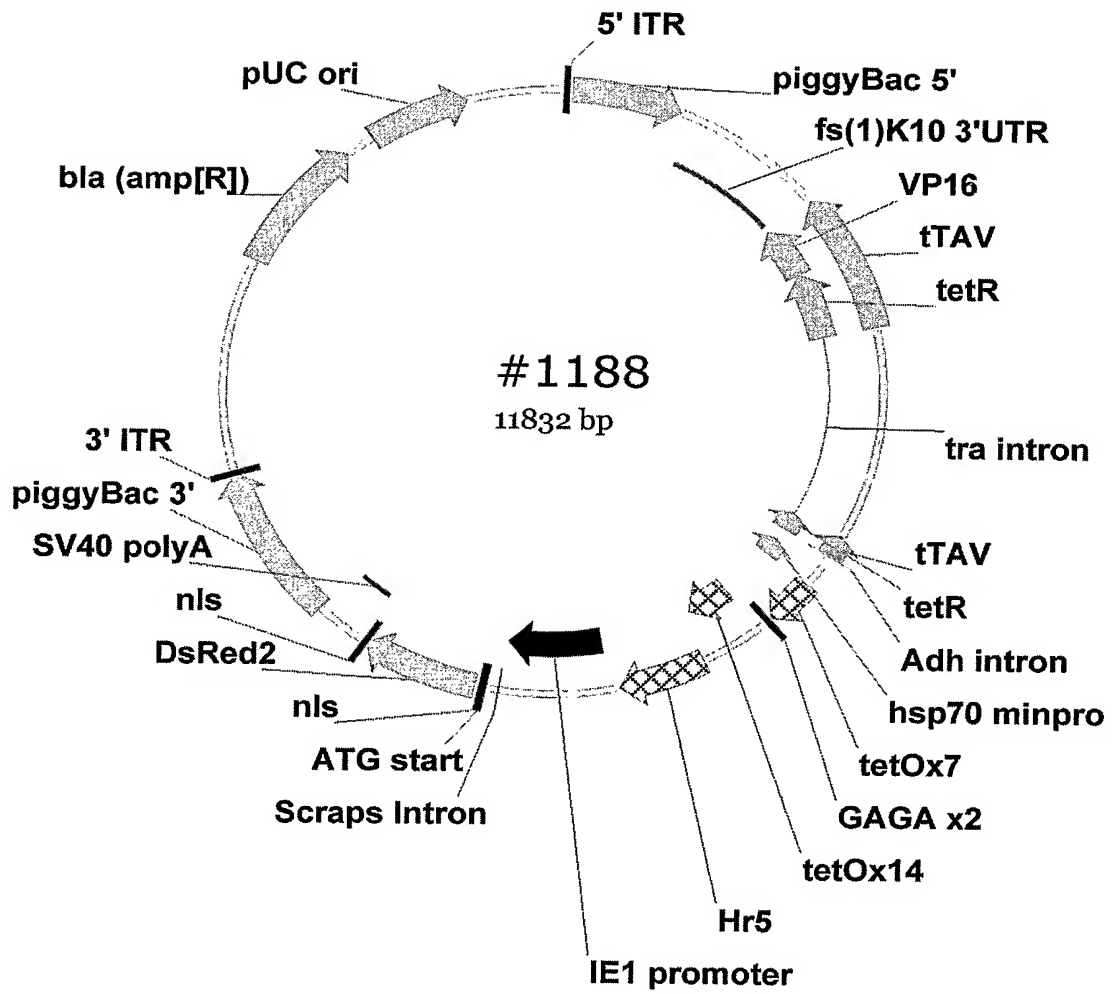 5' ITR
pUC ori
piggyBac 5'
fs(1)K10 3'UTR
bla (amp[R])
VP16
tTAV
tetR
#1188
11832 bp
3' ITR
tra intron
piggyBac 3'
SV40 polyA
tTAV
nls
tetR
DsRed2
Adh intron
nls
hsp70 minpro
ATG start
tetOx7
Scraps Intron
GAGA x2
tetOx14
Hr5
IE1 promoter